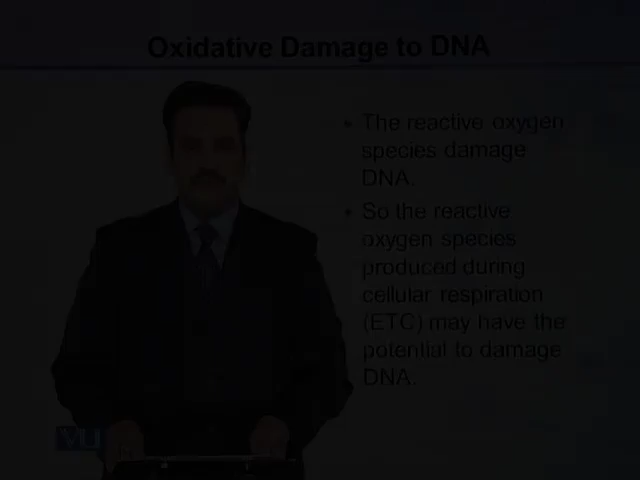 Oxidative Damage to DNA
• The reactive oxygen
species damage
DNA.
• So the reactive
oxygen species
produced during
cellular respiration
(ETC) may have the
potential to damage
DNA.
VU